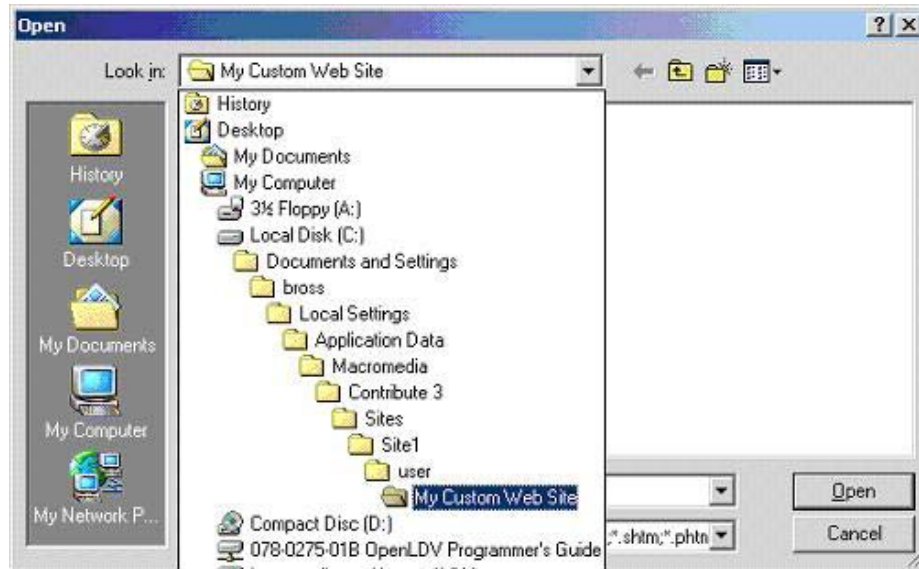 Open
Look in: My Custom Web Site
History
Desktop
My Documents
My Computer
3½ Floppy (A:)
Local Disk (C:)
Documents and Settings
bross
Local Settings
Application Data
Macromedia
Contribute 3
Sites
Site1
user
My Custom Web Site
Compact Disc (D:)
078-0275-01B OpenLDV Programmer's Guide
History
Desktop
My Documents
My Computer
My Network P...
Open
;*.shtm;*.phtn
Cancel